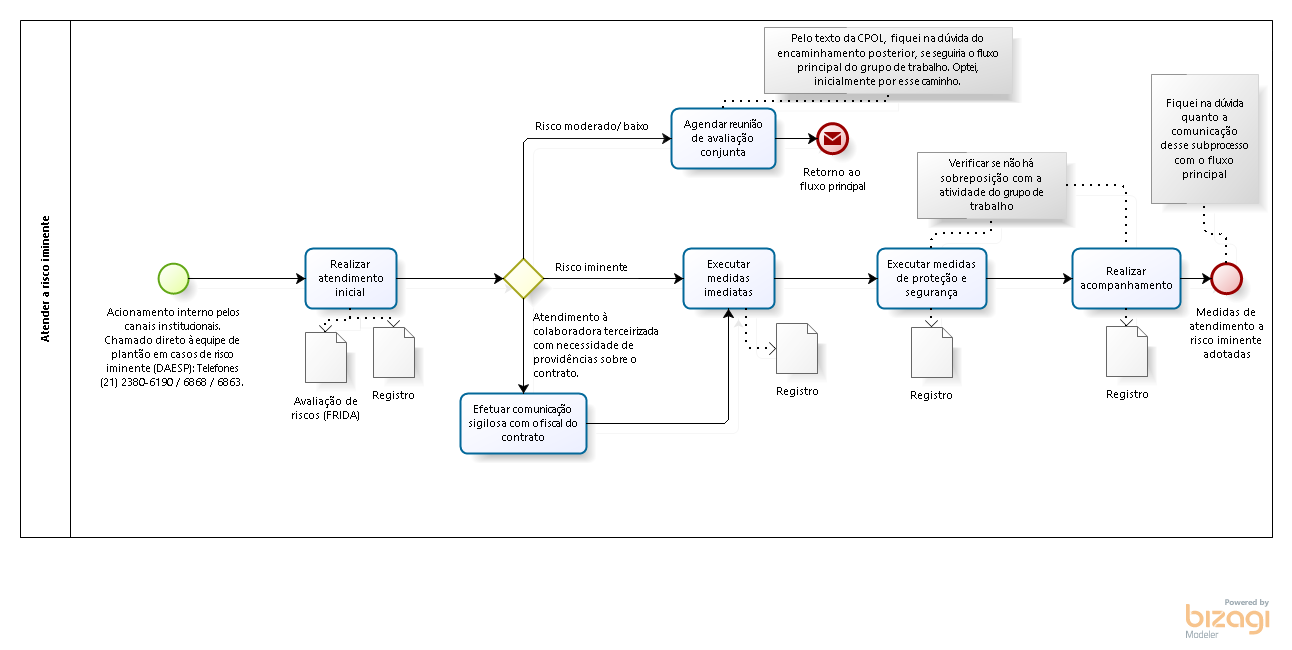 Atender a risco iminente
Acionamento interno pelos
canais institucionais.
Chamado direto à equipe de
plantão em casos de risco
iminente (DAESP): Telefones
(21) 2380-6190 / 6868 / 6863.
Realizar
atendimento
inicial
Avaliação de
riscos (FRIDA)
Registro
Risco moderado/ baixo
Risco iminente
Atendimento à
colaboradora terceirizada
com necessidade de
providências sobre o
contrato.
Efetuar comunicação
sigilosa com o fiscal do
contrato
Pelo texto da CPOL, fiquei na dúvida do
encaminhamento posterior, se seguiria o fluxo
principal do grupo de trabalho. Optei,
inicialmente por esse caminho.
Agendar reunião
de avaliação
conjunta
Retorno ao
fluxo principal
Executar
medidas
imediatas
Registro
Verificar se não há
sobreposição com a
atividade do grupo de
trabalho
Executar medidas
de proteção e
segurança
Registro
Realizar
acompanhamento
Registro
Fiquei na dúvida
quanto a
comunicação
desse subprocesso
com o fluxo
principal
Medidas de
atendimento a
risco iminente
adotadas
Powered by
bizagi
Modeler